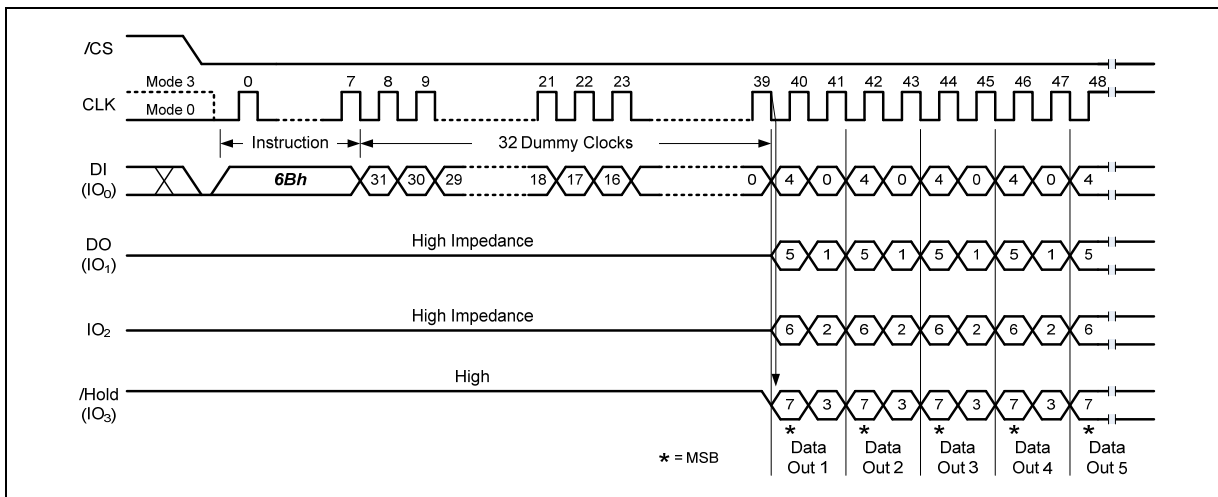 /CS
Mode 3 0 7 8 9 21 22 23 39 40 41 42 43 44 45 46 47 48
CLK
Mode 0
Instruction 32 Dummy Clocks
DI
(IO0)
6Bh 31 30 29 18 17 16 0 4 0 4 0 4 0 4 0 4
High Impedance
DO
(IO1)
5 1 5 1 5 1 5 1 5
High Impedance
IO2
6 2 6 2 6 2 6 2 6
High
/Hold
(IO3)
7 3 7 3 7 3 7 3 7
* * * * *
* = MSB
Data Out 1
Data Out 2
Data Out 3
Data Out 4
Data Out 5